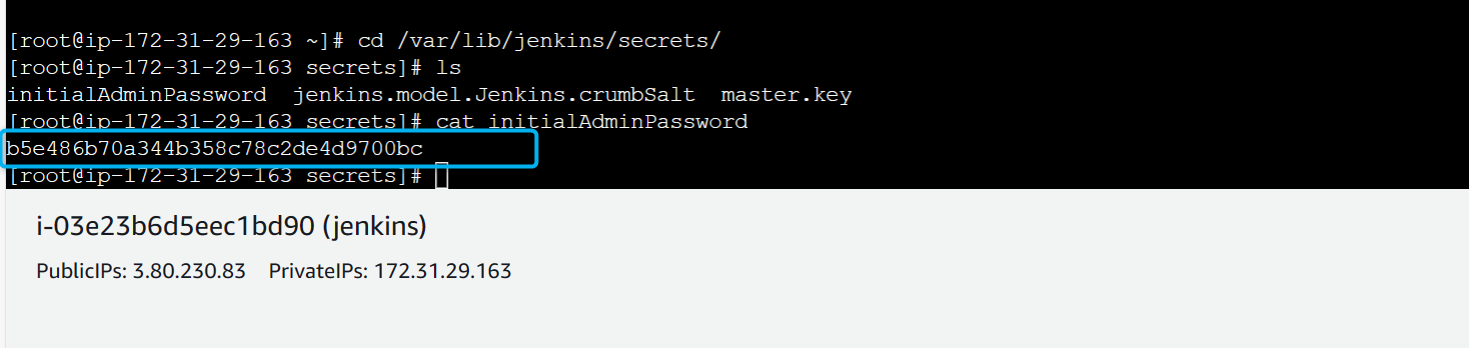 [root@ip-172-31-29-163 ~]# cd /var/lib/jenkins/secrets/
[root@ip-172-31-29-163 secrets]# ls
initialAdminPassword  jenkins.model.Jenkins.crumbSalt  master.key
[root@ip-172-31-29-163 secrets]# cat initialAdminPassword
b5e486b70a344b358c78c2de4d9700bc
[root@ip-172-31-29-163 secrets]#
i-03e23b6d5eec1bd90 (jenkins)
PublicIPs: 3.80.230.83    PrivateIPs: 172.31.29.163